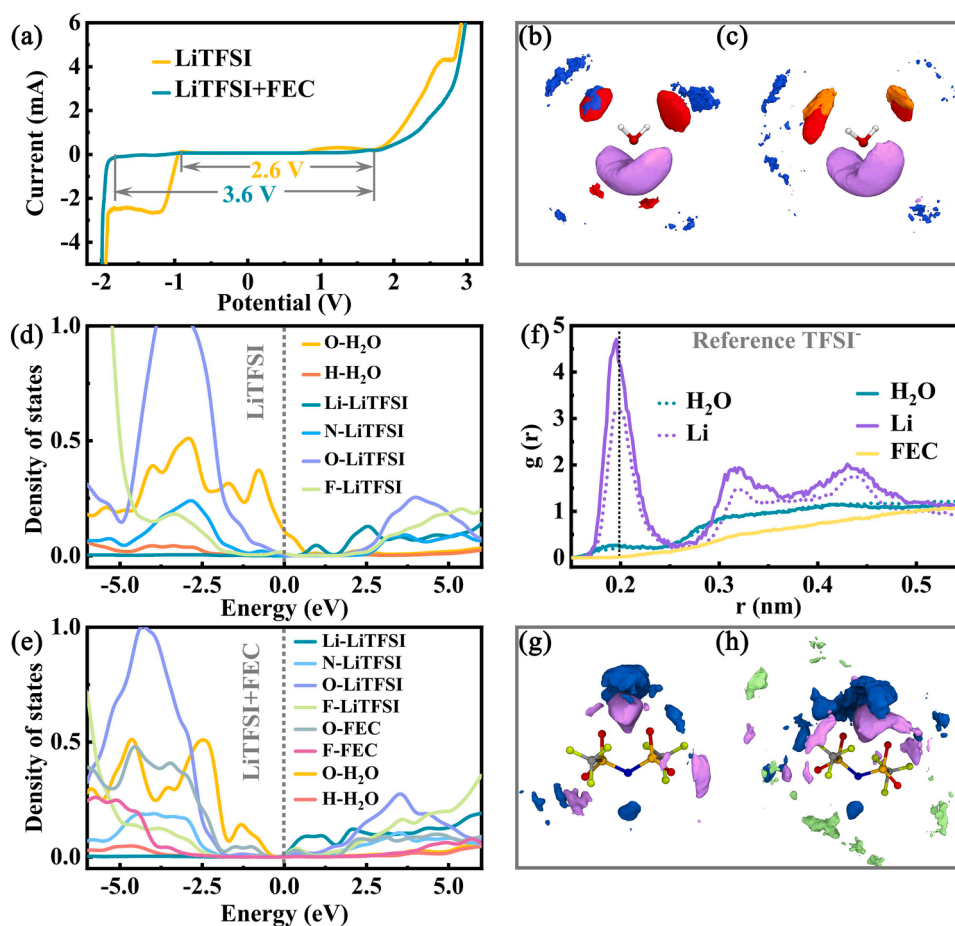 (a)
LiTFSI
LiTFSI+FEC
2.6 V
3.6 V
Current (mA)
6
4
2
0
-2
-4
-2
-1
0
1
2
3
Potential (V)
(b)
(c)
(d)
LiTFSI
O-H₂O
H-H₂O
Li-LiTFSI
N-LiTFSI
O-LiTFSI
F-LiTFSI
Density of states
1.0
0.5
0.0
-5.0
-2.5
0.0
2.5
5.0
Energy (eV)
(f)
Reference TFSI⁻
H₂O
Li
H₂O
Li
FEC
g (r)
5
4
3
2
1
0
0.2
0.3
0.4
0.5
r (nm)
(e)
LiTFSI+FEC
Li-LiTFSI
N-LiTFSI
O-LiTFSI
F-LiTFSI
O-FEC
F-FEC
O-H₂O
H-H₂O
Density of states
1.0
0.5
0.0
-5.0
-2.5
0.0
2.5
5.0
Energy (eV)
(g)
(h)